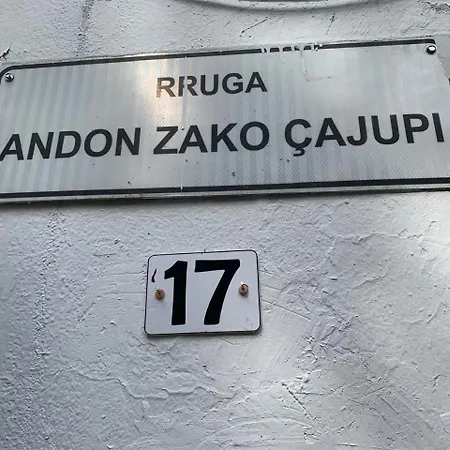 RRUGA
ANDON ZAKO ÇAJUPI
17